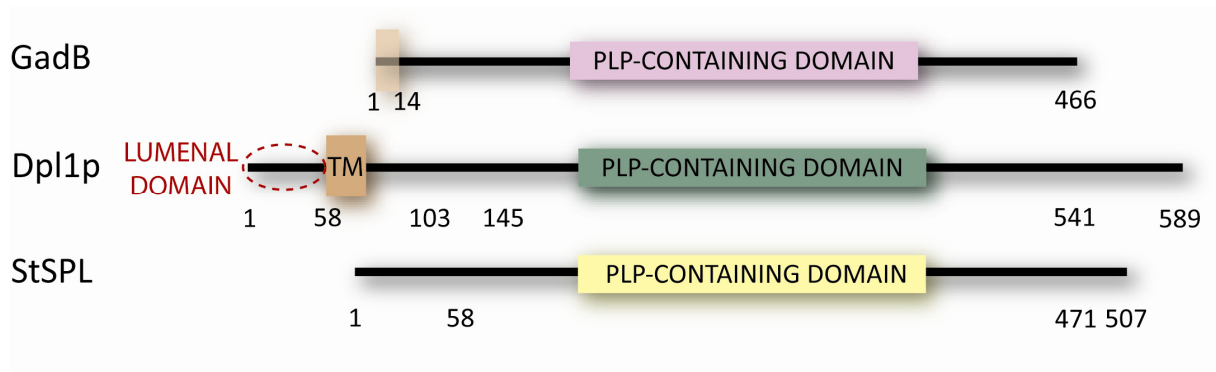 GadB PLP-CONTAINING DOMAIN
1 14 466
Dpl1p LUMENAL DOMAIN TM PLP-CONTAINING DOMAIN
1 58 103 145 541 589
StSPL PLP-CONTAINING DOMAIN
1 58 471 507